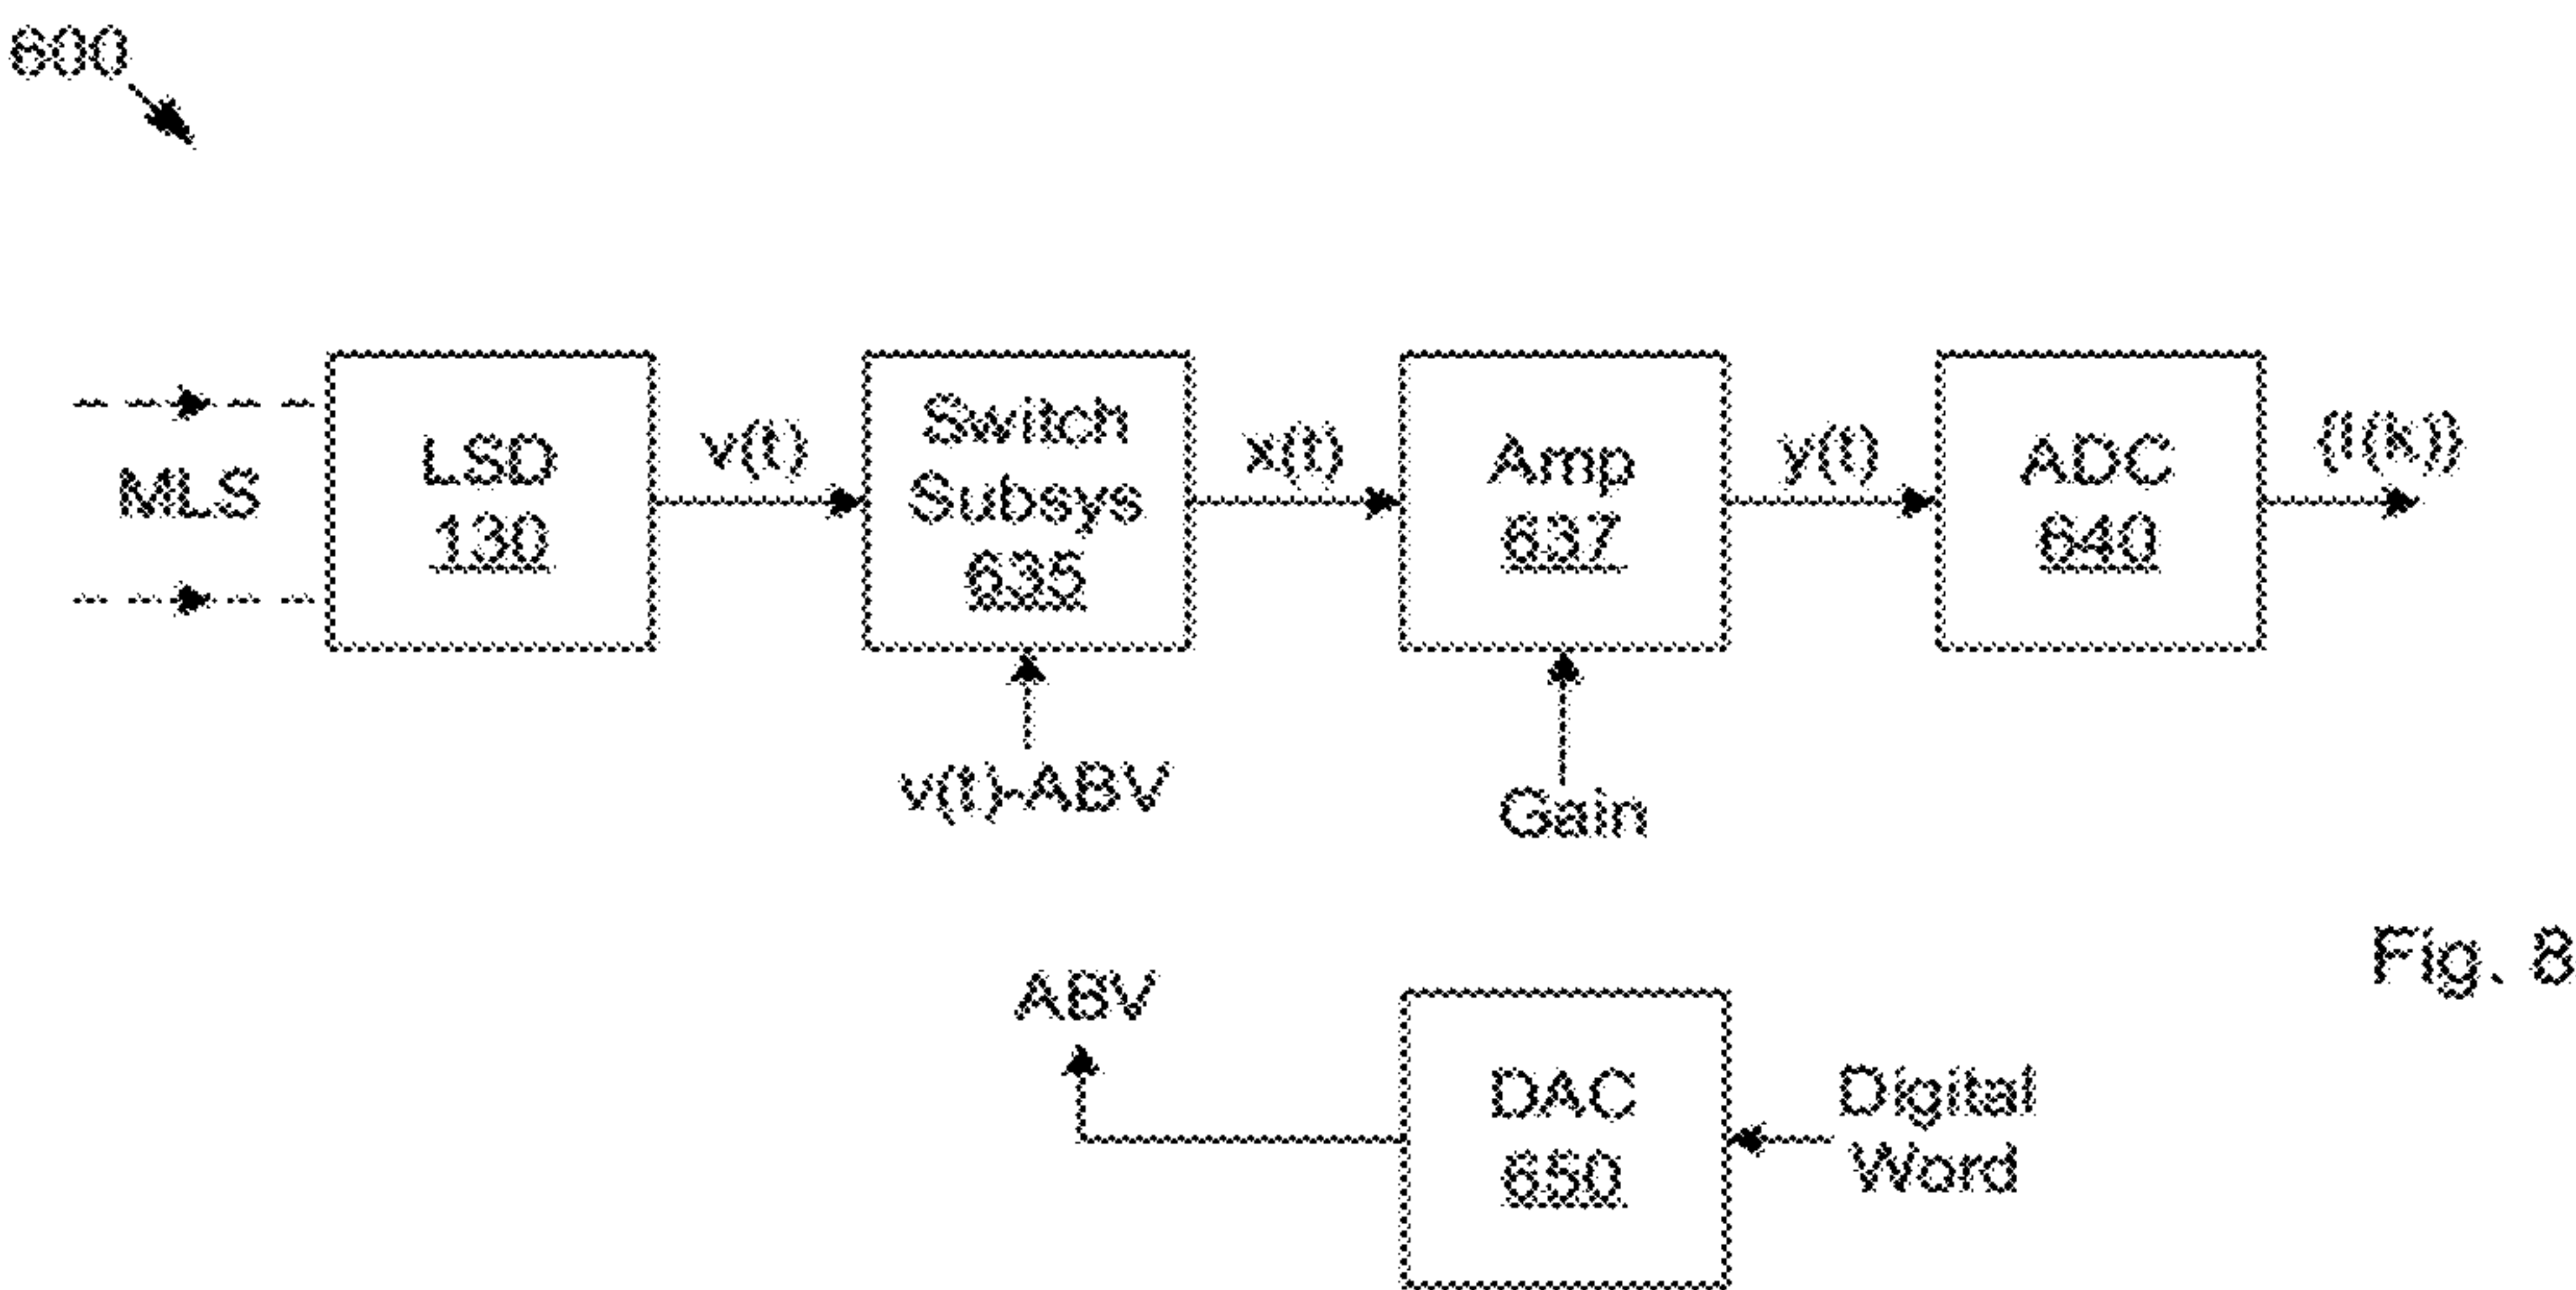 600
MLS
LSD
130
v(t)
Switch
Subsys
635
x(t)
Amp
637
y(t)
ADC
640
{I(k)}
v(t)-ABV
Gain
ABV
DAC
650
Digital
Word
Fig. 8